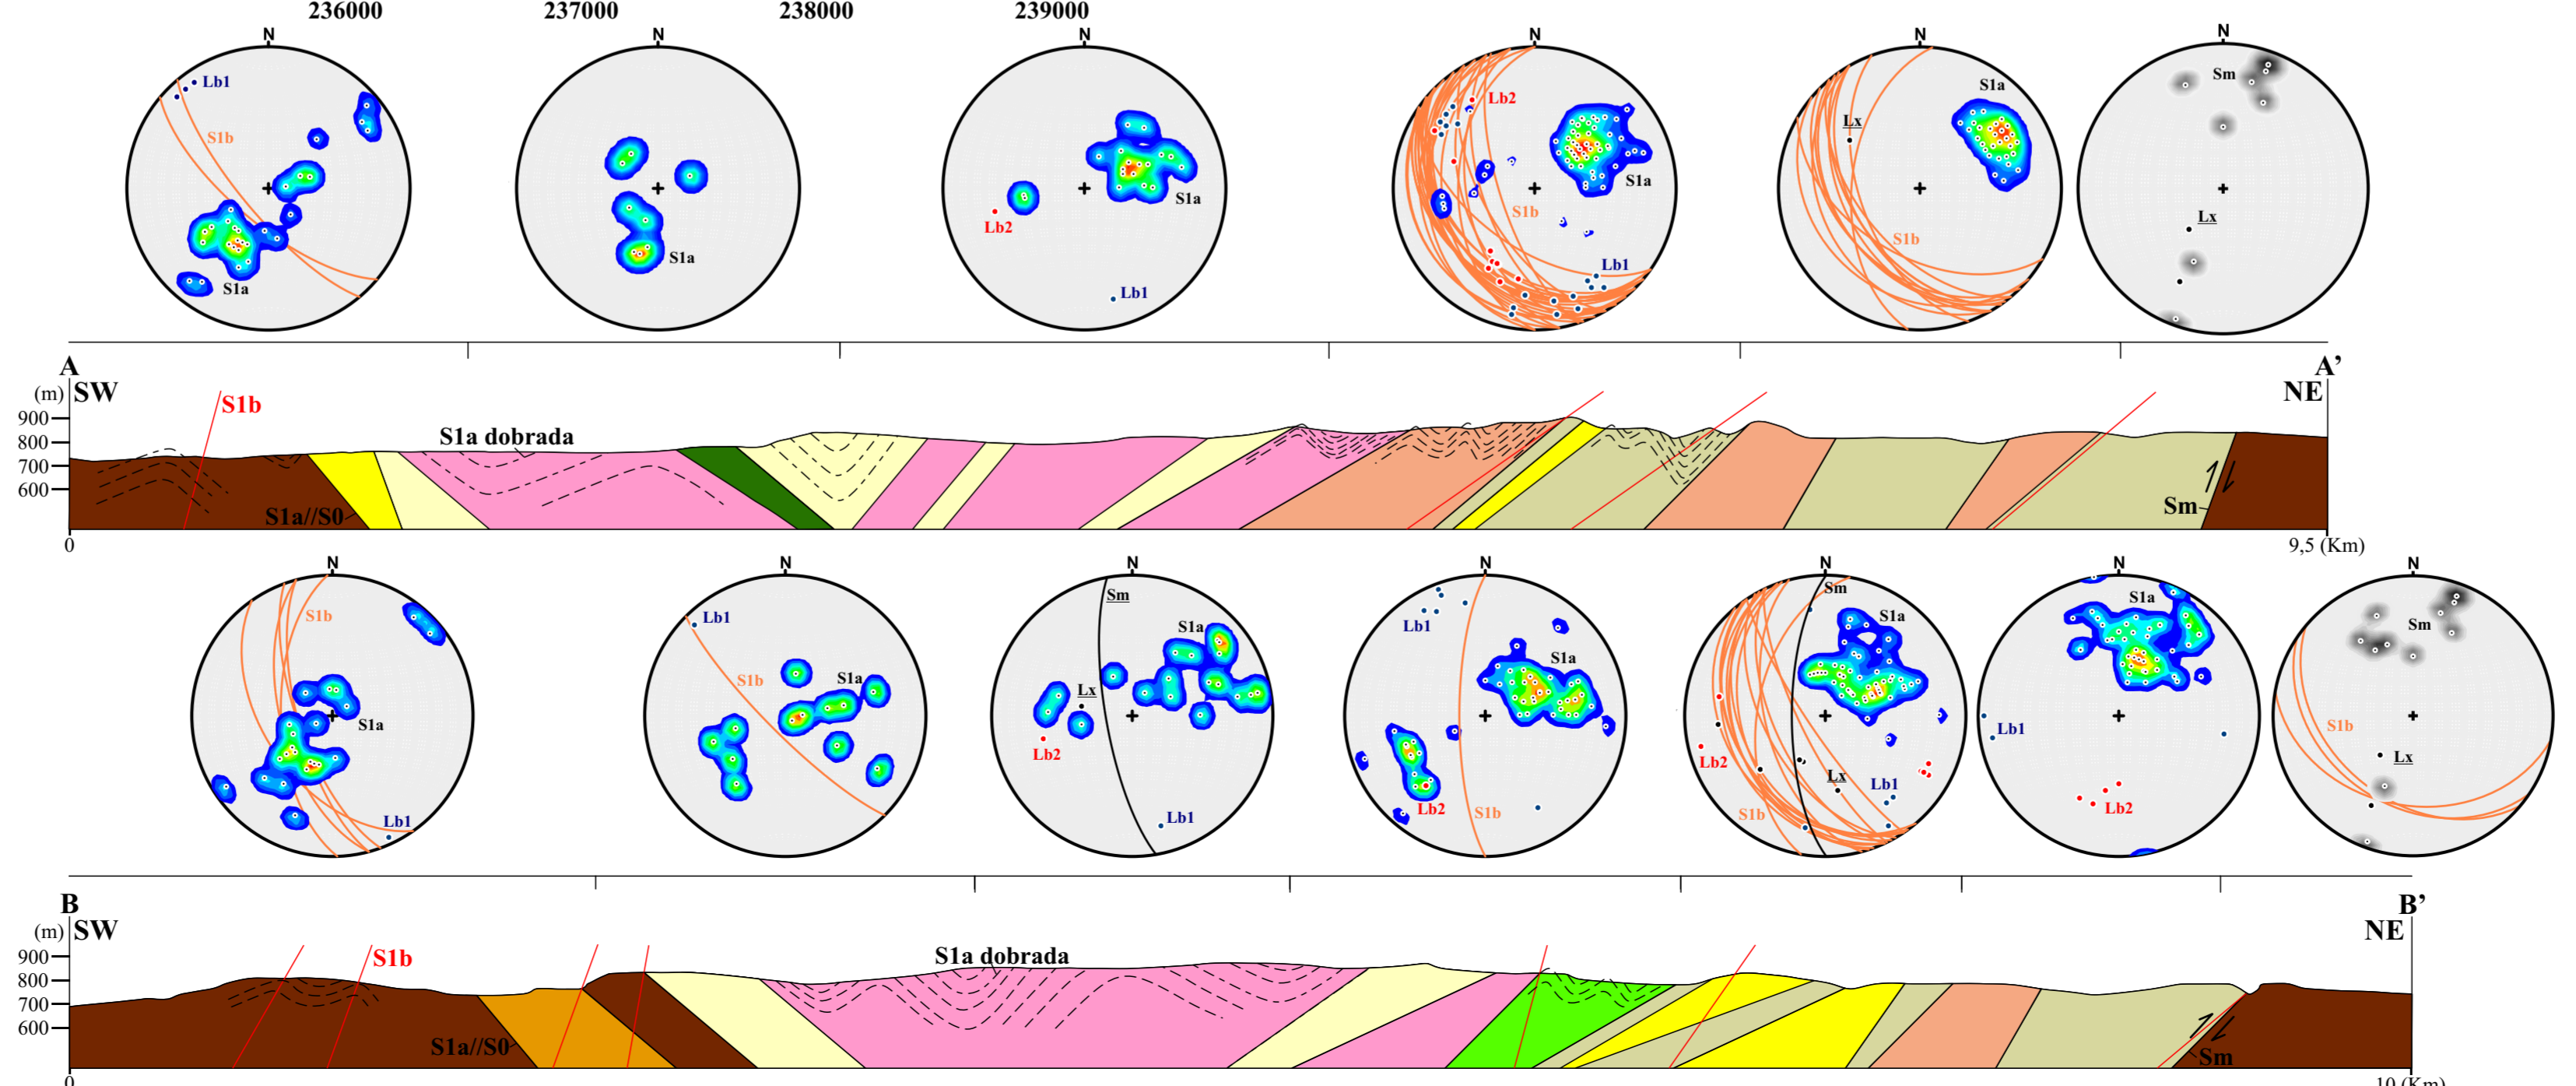 236000 237000 238000 239000
N N N N N N
Lb1 S1b S1a
S1a
Lb2 S1a Lb1
Lb2 S1a S1b Lb1
S1a Lx S1b
Sm Lx
A A’
(m) SW NE
S1b
S1a dobrada
900
800
700
600
S1a//S0
Sm
0 9,5 (Km)
N N N N N N N
S1b S1a Lb1
Lb1 S1b S1a
Sm S1a Lx Lb2 Lb1
Lb1 S1a Lb2 S1b
Sm S1a Lb2 Lx Lb1 S1b
S1a Lb1 Lb2
Sm S1b Lx
B B’
(m) SW NE
S1b
S1a dobrada
900
800
700
600
S1a//S0
Sm
0 10 (Km)